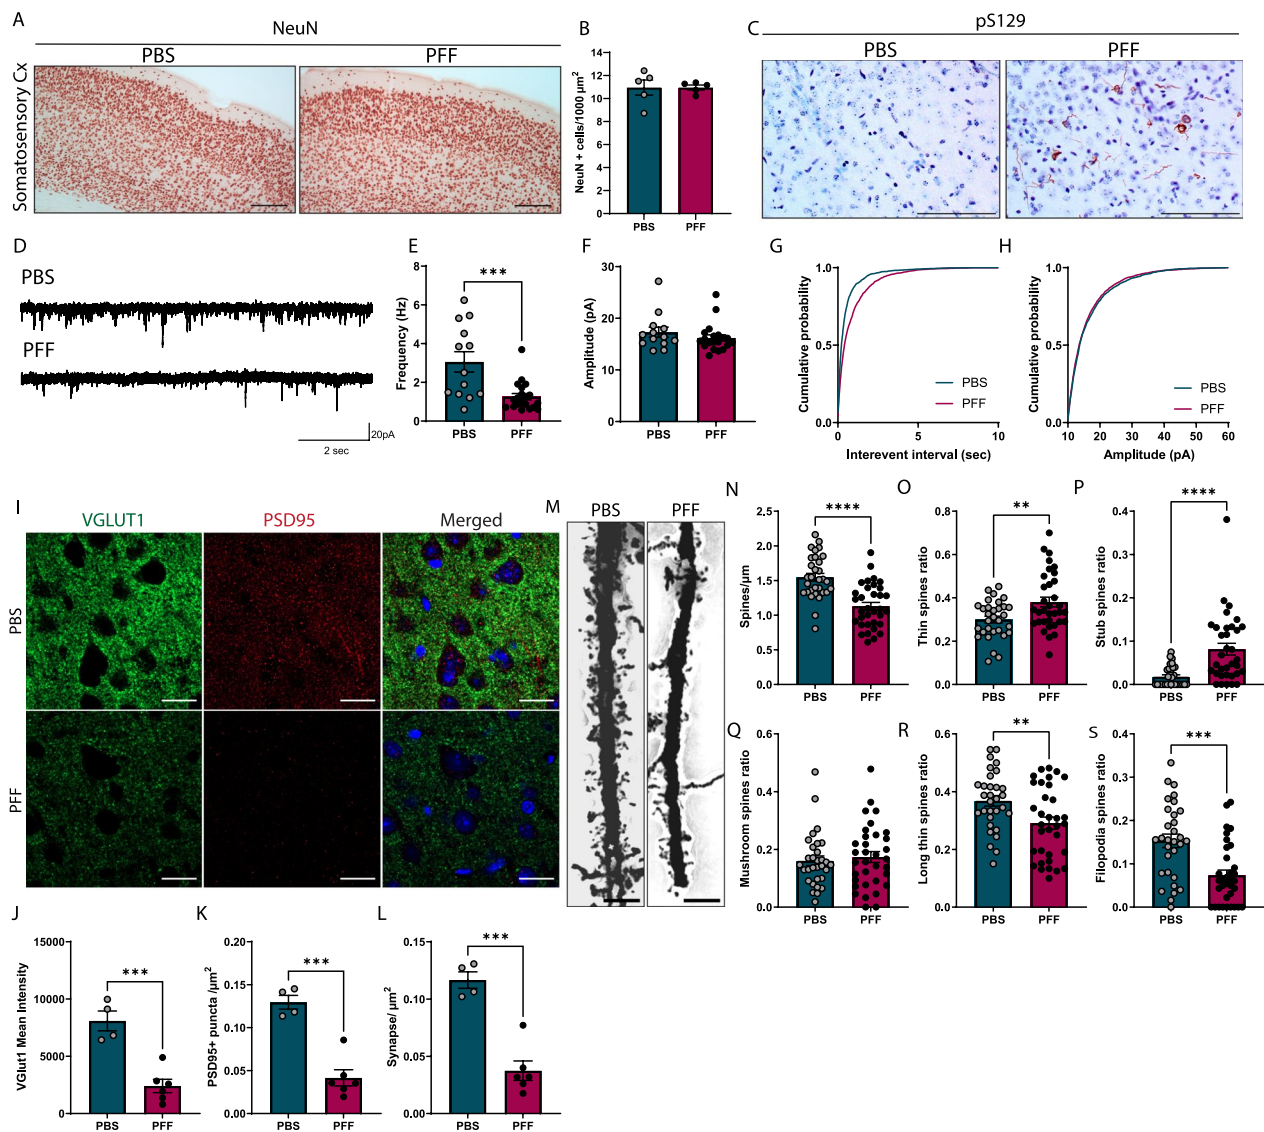 A
NeuN
PBS
PFF
Somatosensory Cx
B
NeuN + cells/1000 µm²
14
12
10
8
6
4
2
0
PBS
PFF
C
pS129
PBS
PFF
D
PBS
PFF
20pA
2 sec
E
***
Frequency (Hz)
8
6
4
2
0
PBS
PFF
F
Amplitude (pA)
30
20
10
0
PBS
PFF
G
Cumulative probability
1.0
0.5
0.0
PBS
PFF
0
5
10
Interevent interval (sec)
H
Cumulative probability
1.0
0.5
0.0
PBS
PFF
10
20
30
40
50
60
Amplitude (pA)
I
VGLUT1
PSD95
Merged
PBS
PFF
J
***
VGlut1 Mean Intensity
15000
10000
5000
0
PBS
PFF
K
***
PSD95+ puncta /µm²
0.20
0.15
0.10
0.05
0.00
PBS
PFF
L
***
Synapse/ µm²
0.15
0.10
0.05
0.00
PBS
PFF
M
PBS
PFF
N
****
Spines/µm
2.5
2.0
1.5
1.0
0.5
0.0
PBS
PFF
O
**
Thin spines ratio
0.8
0.6
0.4
0.2
0.0
PBS
PFF
P
****
Stub spines ratio
0.4
0.3
0.2
0.1
0.0
PBS
PFF
Q
Mushroom spines ratio
0.6
0.4
0.2
0.0
PBS
PFF
R
**
Long thin spines ratio
0.6
0.4
0.2
0.0
PBS
PFF
S
***
Filopodia spines ratio
0.4
0.3
0.2
0.1
0.0
PBS
PFF